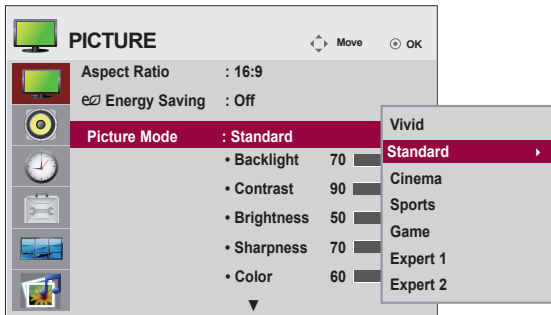 PICTURE
Move
OK
Aspect Ratio : 16:9
Energy Saving : Off
Picture Mode : Standard
• Backlight 70
• Contrast 90
• Brightness 50
• Sharpness 70
• Color 60
Vivid
Standard
Cinema
Sports
Game
Expert 1
Expert 2